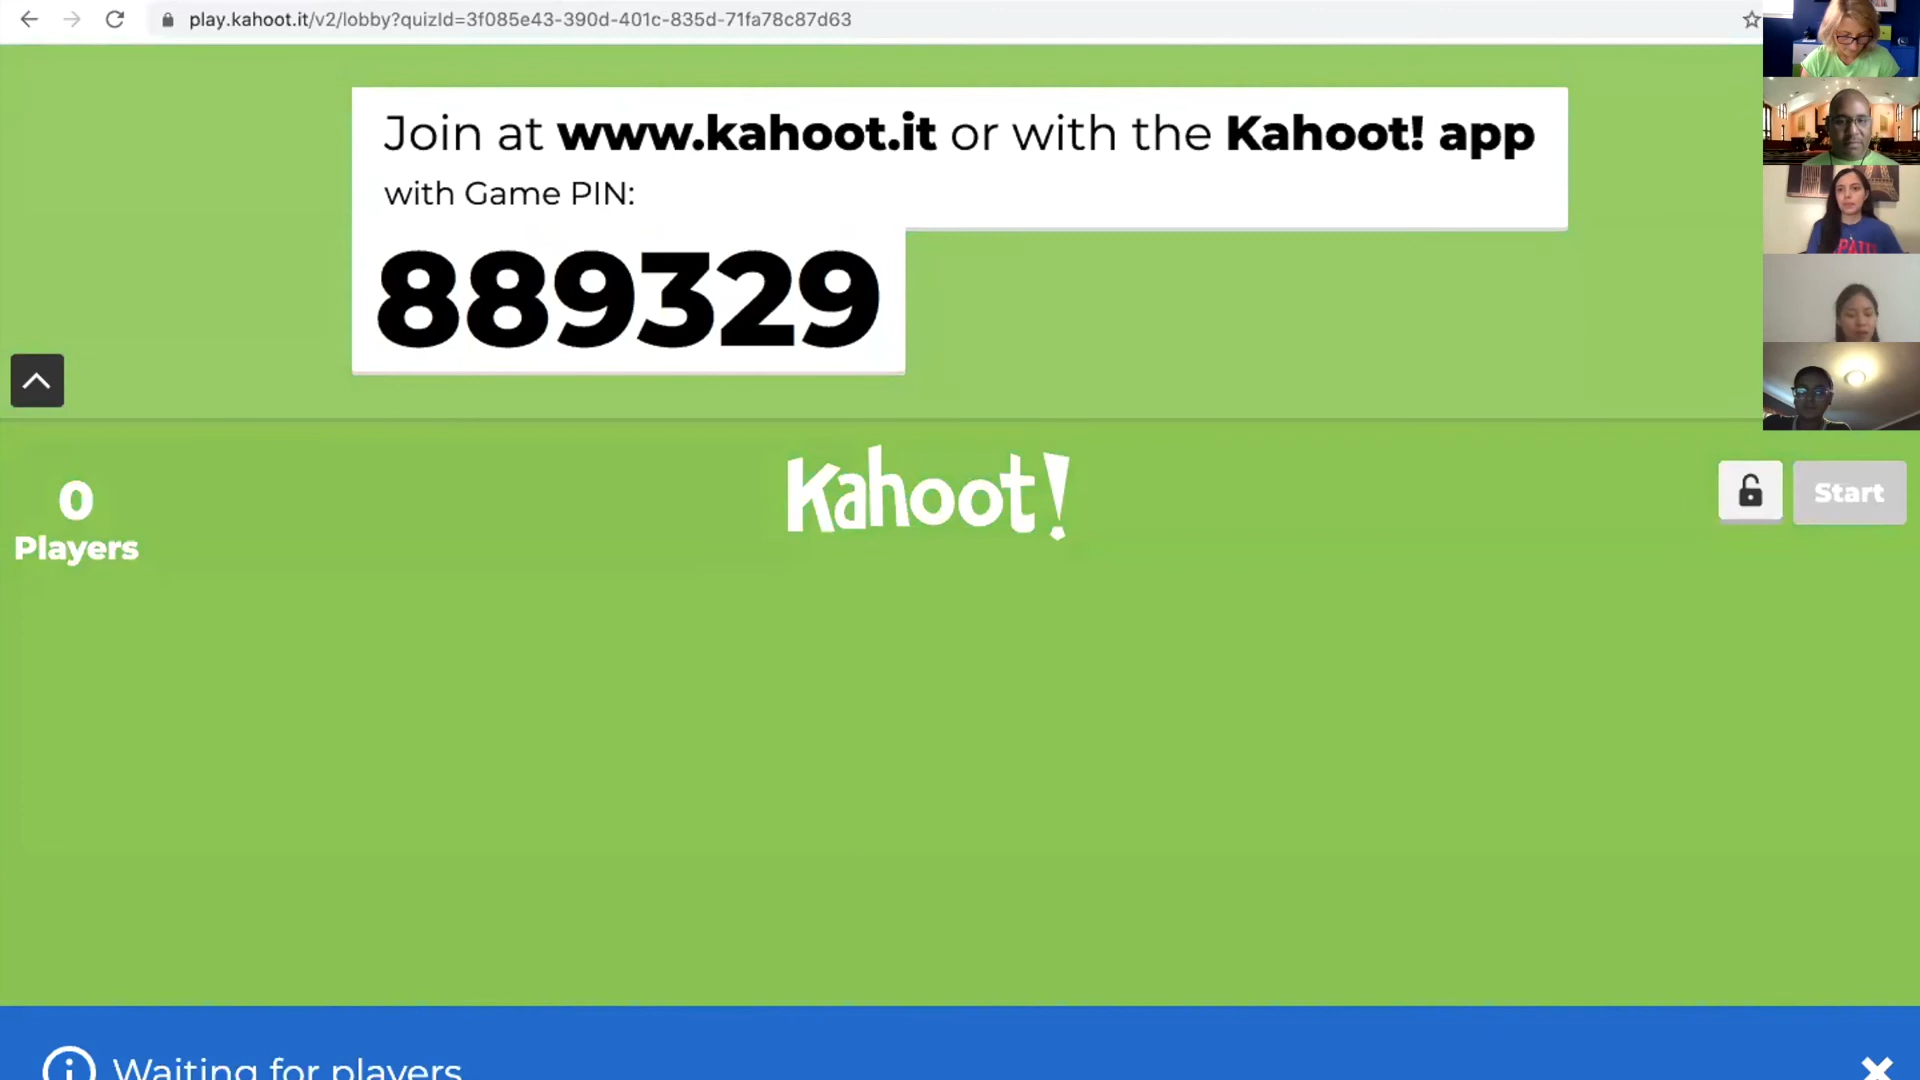 play.kahoot.it/v2/lobby?quizId=3f085e43-390d-401c-835d-71fa78c87d63
Join at www.kahoot.it or with the Kahoot! app
with Game PIN:
889329
Kahoot!
0
Players
Start
Waiting for players